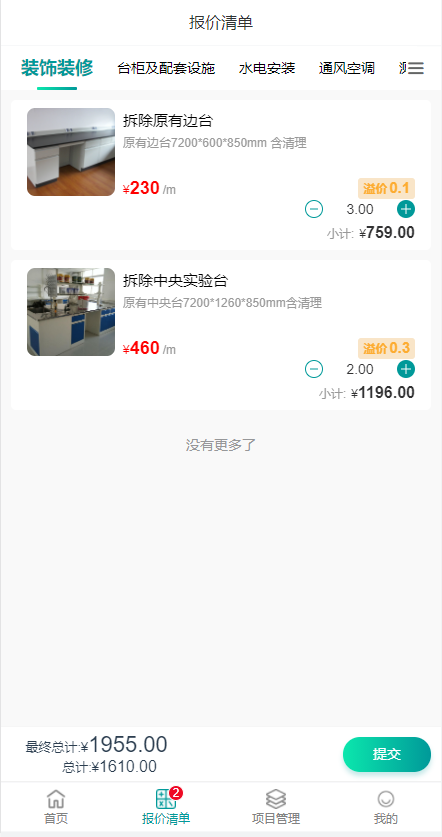 报价清单
装饰装修 台柜及配套设施 水电安装 通风空调
拆除原有边台
原有边台7200*600*850mm 含清理
¥230 /m 溢价 0.1
3.00
小计: ¥759.00
拆除中央实验台
原有中央台7200*1260*850mm含清理
¥460 /m 溢价 0.3
2.00
小计: ¥1196.00
没有更多了
最终总计:¥1955.00
总计:¥1610.00
提交
2
首页 报价清单 项目管理 我的